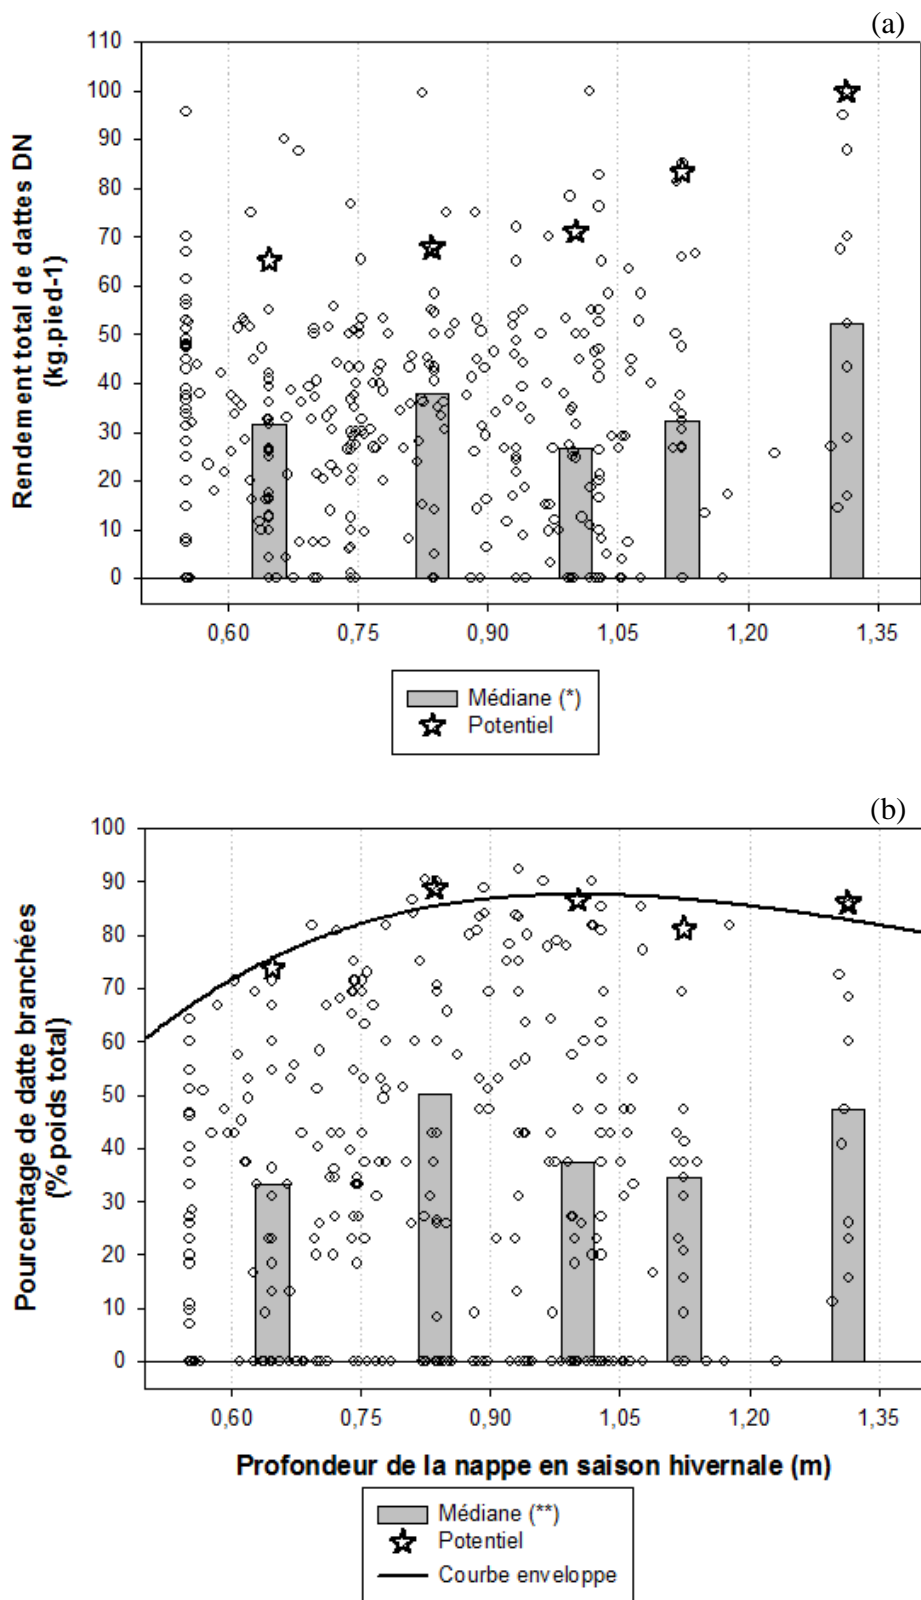 (a)
Rendement total de dattes DN
(kg.pied-1)
110
100
90
80
70
60
50
40
30
20
10
0
0,60 0,75 0,90 1,05 1,20 1,35
Médiane (*)
Potentiel
(b)
Pourcentage de datte branchées
(% poids total)
100
90
80
70
60
50
40
30
20
10
0
0,60 0,75 0,90 1,05 1,20 1,35
Profondeur de la nappe en saison hivernale (m)
Médiane (**)
Potentiel
Courbe enveloppe